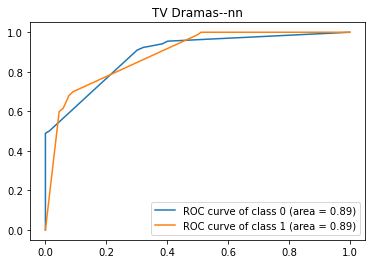 TV Dramas--nn
1.0
0.8
0.6
0.4
0.2
0.0
0.0 0.2 0.4 0.6 0.8 1.0
ROC curve of class 0 (area = 0.89)
ROC curve of class 1 (area = 0.89)